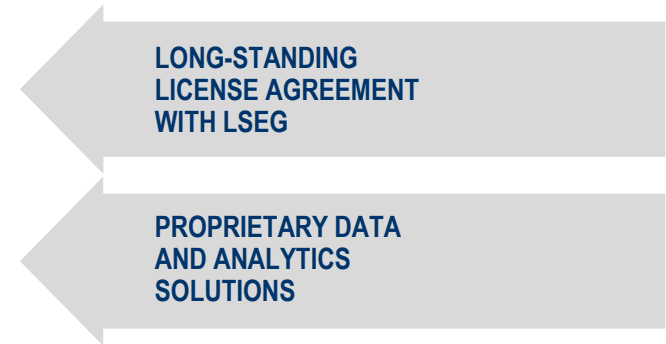 LONG-STANDING
LICENSE AGREEMENT
WITH LSEG
PROPRIETARY DATA
AND ANALYTICS
SOLUTIONS